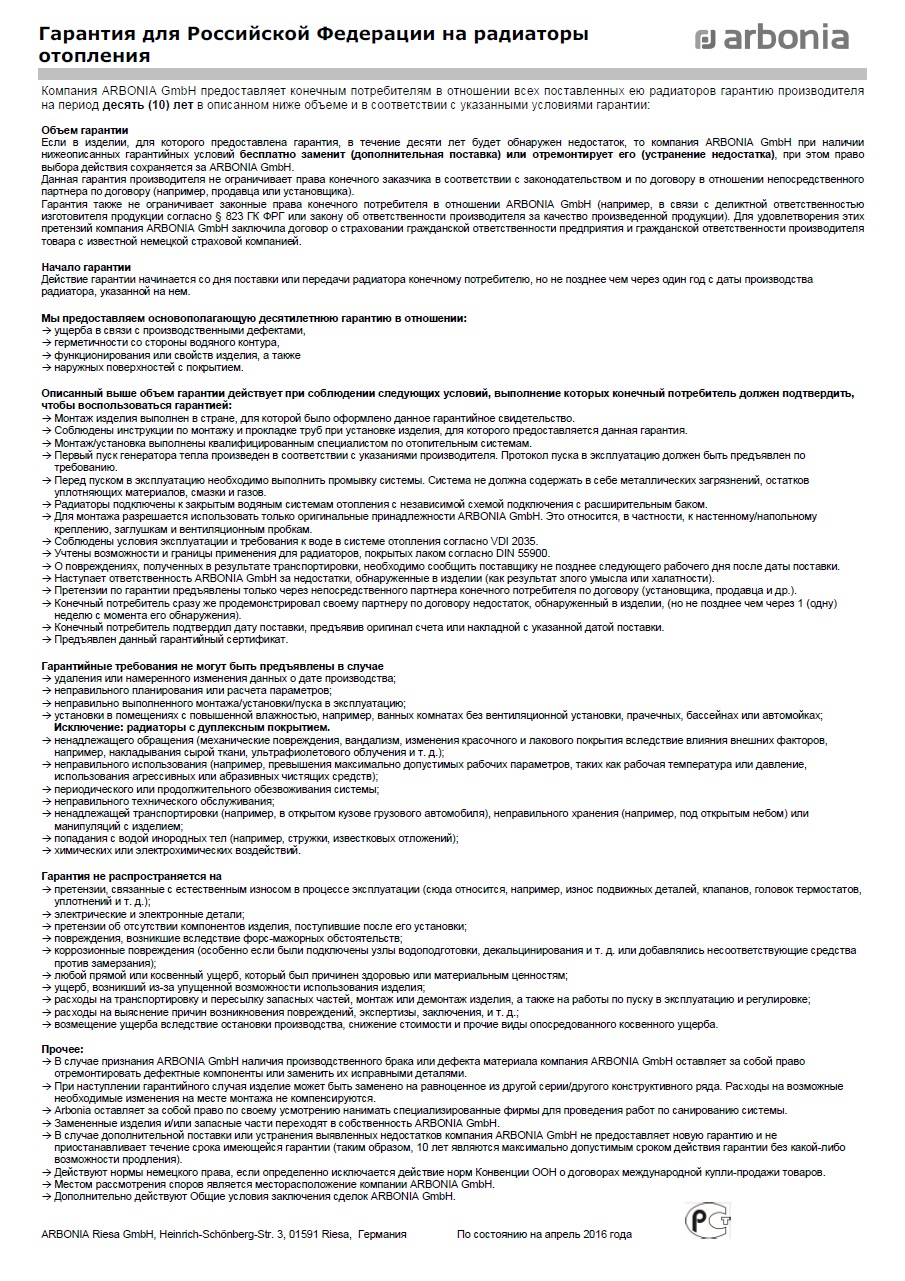 Гарантия для Российской Федерации на радиаторы
отопления
arbonia
Компания ARBONIA GmbH предоставляет конечным потребителям в отношении всех поставленных ею радиаторов гарантию производителя
на период десять (10) лет в описанном ниже объеме и в соответствии с указанными условиями гарантии:
Объем гарантии
Если в изделии, для которого предоставлена гарантия, в течение десяти лет будет обнаружен недостаток, то компания ARBONIA GmbH при наличии
нижеописанных гарантийных условий бесплатно заменит (дополнительная поставка) или отремонтирует его (устранение недостатка), при этом право
выбора действия сохраняется за ARBONIA GmbH.
Данная гарантия производителя не ограничивает права конечного заказчика в соответствии с законодательством и по договору в отношении непосредственного
партнера по договору (например, продавца или установщика).
Гарантия также не ограничивает законные права конечного потребителя в отношении ARBONIA GmbH (например, в связи с деликтной ответственностью
изготовителя продукции согласно § 823 ГК ФРГ или закону об ответственности производителя за качество произведенной продукции). Для удовлетворения этих
претензий компания ARBONIA GmbH заключила договор о страховании гражданской ответственности предприятия и гражданской ответственности производителя
товара с известной немецкой страховой компанией.
Начало гарантии
Действие гарантии начинается со дня поставки или передачи радиатора конечному потребителю, но не позднее чем через один год с даты производства
радиатора, указанной на нем.
Мы предоставляем основополагающую десятилетнюю гарантию в отношении:
→ ущерба в связи с производственными дефектами,
→ герметичности со стороны водяного контура,
→ функционирования или свойств изделия, а также
→ наружных поверхностей с покрытием.
Описанный выше объем гарантии действует при соблюдении следующих условий, выполнение которых конечный потребитель должен подтвердить,
чтобы воспользоваться гарантией:
→ Монтаж изделия выполнен в стране, для которой было оформлено данное гарантийное свидетельство.
→ Соблюдены инструкции по монтажу и прокладке труб при установке изделия, для которого предоставляется данная гарантия.
→ Монтаж/установка выполнены квалифицированным специалистом по отопительным системам.
→ Первый пуск генератора тепла произведен в соответствии с указаниями производителя. Протокол пуска в эксплуатацию должен быть предъявлен по
требованию.
→ Перед пуском в эксплуатацию необходимо выполнить промывку системы. Система не должна содержать в себе металлических загрязнений, остатков
уплотняющих материалов, смазки и газов.
→ Радиаторы подключены к закрытым водяным системам отопления с независимой схемой подключения с расширительным баком.
→ Для монтажа разрешается использовать только оригинальные принадлежности ARBONIA GmbH. Это относится, в частности, к настенному/напольному
креплению, заглушкам и вентиляционным пробкам.
→ Соблюдены условия эксплуатации и требования к воде в системе отопления согласно VDI 2035.
→ Учтены возможности и границы применения для радиаторов, покрытых лаком согласно DIN 55900.
→ О повреждениях, полученных в результате транспортировки, необходимо сообщить поставщику не позднее следующего рабочего дня после даты поставки.
→ Наступает ответственность ARBONIA GmbH за недостатки, обнаруженные в изделии (как результат злого умысла или халатности).
→ Претензии по гарантии предъявлены только через непосредственного партнера конечного потребителя по договору (установщика, продавца и др.).
→ Конечный потребитель сразу же продемонстрировал своему партнеру по договору недостаток, обнаруженный в изделии, (но не позднее чем через 1 (одну)
неделю с момента его обнаружения).
→ Конечный потребитель подтвердил дату поставки, предъявив оригинал счета или накладной с указанной датой поставки.
→ Предъявлен данный гарантийный сертификат.
Гарантийные требования не могут быть предъявлены в случае
→ удаления или намеренного изменения данных о дате производства;
→ неправильного планирования или расчета параметров;
→ неправильно выполненного монтажа/установки/пуска в эксплуатацию;
→ установки в помещениях с повышенной влажностью, например, ванных комнатах без вентиляционной установки, прачечных, бассейнах или автомойках;
Исключение: радиаторы с дуплексным покрытием.
→ ненадлежащего обращения (механические повреждения, вандализм, изменения красочного и лакового покрытия вследствие влияния внешних факторов,
например, накладывания сырой ткани, ультрафиолетового облучения и т. д.);
→ неправильного использования (например, превышения максимально допустимых рабочих параметров, таких как рабочая температура или давление,
использования агрессивных или абразивных чистящих средств);
→ периодического или продолжительного обезвоживания системы;
→ неправильного технического обслуживания;
→ ненадлежащей транспортировки (например, в открытом кузове грузового автомобиля), неправильного хранения (например, под открытым небом) или
манипуляций с изделием;
→ попадания с водой инородных тел (например, стружки, известковых отложений);
→ химических или электрохимических воздействий.
Гарантия не распространяется на
→ претензии, связанные с естественным износом в процессе эксплуатации (сюда относится, например, износ подвижных деталей, клапанов, головок термостатов,
уплотнений и т. д.);
→ электрические и электронные детали;
→ претензии об отсутствии компонентов изделия, поступившие после его установки;
→ повреждения, возникшие вследствие форс-мажорных обстоятельств;
→ коррозионные повреждения (особенно если были подключены узлы водоподготовки, декальцинирования и т. д. или добавлялись несоответствующие средства
против замерзания);
→ любой прямой или косвенный ущерб, который был причинен здоровью или материальным ценностям;
→ ущерб, возникший из-за упущенной возможности использования изделия;
→ расходы на транспортировку и пересылку запасных частей, монтаж или демонтаж изделия, а также на работы по пуску в эксплуатацию и регулировке;
→ расходы на выяснение причин возникновения повреждений, экспертизы, заключения, и т. д.;
→ возмещение ущерба вследствие остановки производства, снижение стоимости и прочие виды опосредованного косвенного ущерба.
Прочее:
→ В случае признания ARBONIA GmbH наличия производственного брака или дефекта материала компания ARBONIA GmbH оставляет за собой право
отремонтировать дефектные компоненты или заменить их исправными деталями.
→ При наступлении гарантийного случая изделие может быть заменено на равноценное из другой серии/другого конструктивного ряда. Расходы на возможные
необходимые изменения на месте монтажа не компенсируются.
→ Arbonia оставляет за собой право по своему усмотрению нанимать специализированные фирмы для проведения работ по санированию системы.
→ Замененные изделия и/или запасные части переходят в собственность ARBONIA GmbH.
→ В случае дополнительной поставки или устранения выявленных недостатков компания ARBONIA GmbH не предоставляет новую гарантию и не
приостанавливает течение срока имеющейся гарантии (таким образом, 10 лет являются максимально допустимым сроком действия гарантии без какой-либо
возможности продления).
→ Действуют нормы немецкого права, если определенно исключается действие норм Конвенции ООН о договорах международной купли-продажи товаров.
→ Местом рассмотрения споров является месторасположение компании ARBONIA GmbH.
→ Дополнительно действуют Общие условия заключения сделок ARBONIA GmbH.
ARBONIA Riesa GmbH, Heinrich-Schönberg-Str. 3, 01591 Riesa, Германия
По состоянию на апрель 2016 года
РСТ